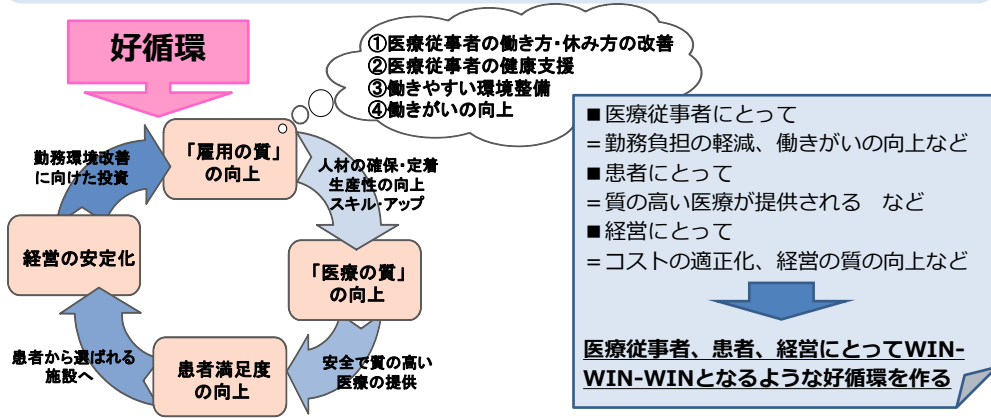 好循環
①医療従事者の働き方・休み方の改善
②医療従事者の健康支援
③働きやすい環境整備
④働きがいの向上
「雇用の質」
の向上
人材の確保・定着
生産性の向上
スキル・アップ
「医療の質」
の向上
安全で質の高い
医療の提供
患者満足度
の向上
患者から選ばれる
施設へ
経営の安定化
勤務環境改善
に向けた投資
■医療従事者にとって
＝勤務負担の軽減、働きがいの向上など
■患者にとって
＝質の高い医療が提供される　など
■経営にとって
＝コストの適正化、経営の質の向上など
医療従事者、患者、経営にとってWIN-
WIN-WINとなるような好循環を作る